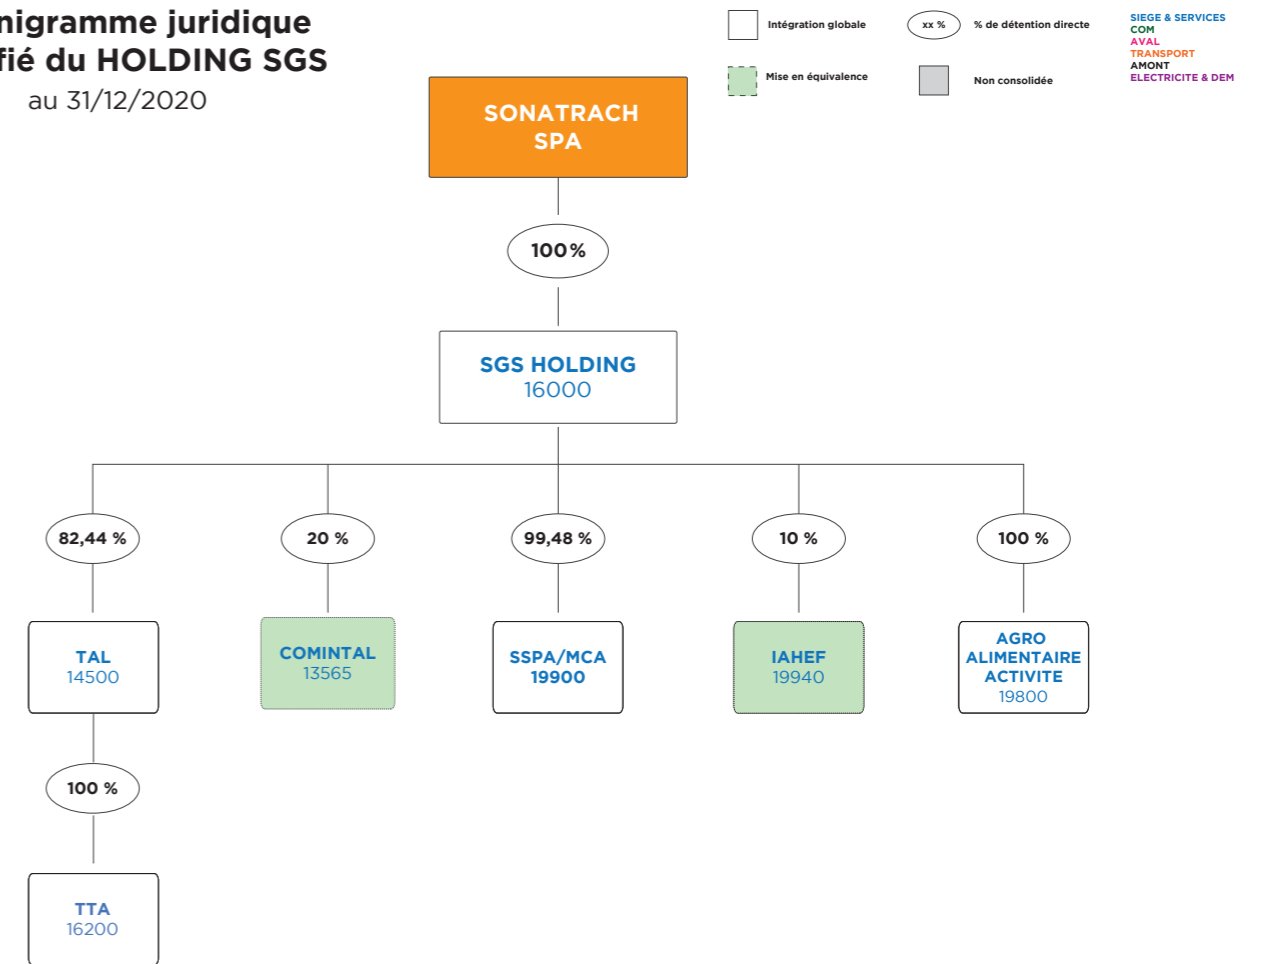 nigramme juridique
fié du HOLDING SGS
au 31/12/2020
Intégration globale
xx %
% de détention directe
Mise en équivalence
Non consolidée
SIEGE & SERVICES
COM
AVAL
TRANSPORT
AMONT
ELECTRICITE & DEM
SONATRACH
SPA
100%
SGS HOLDING
16000
82,44 %
20 %
99,48 %
10 %
100 %
TAL
14500
COMINTAL
13565
SSPA/MCA
19900
IAHEF
19940
AGRO
ALIMENTAIRE
ACTIVITE
19800
100 %
TTA
16200